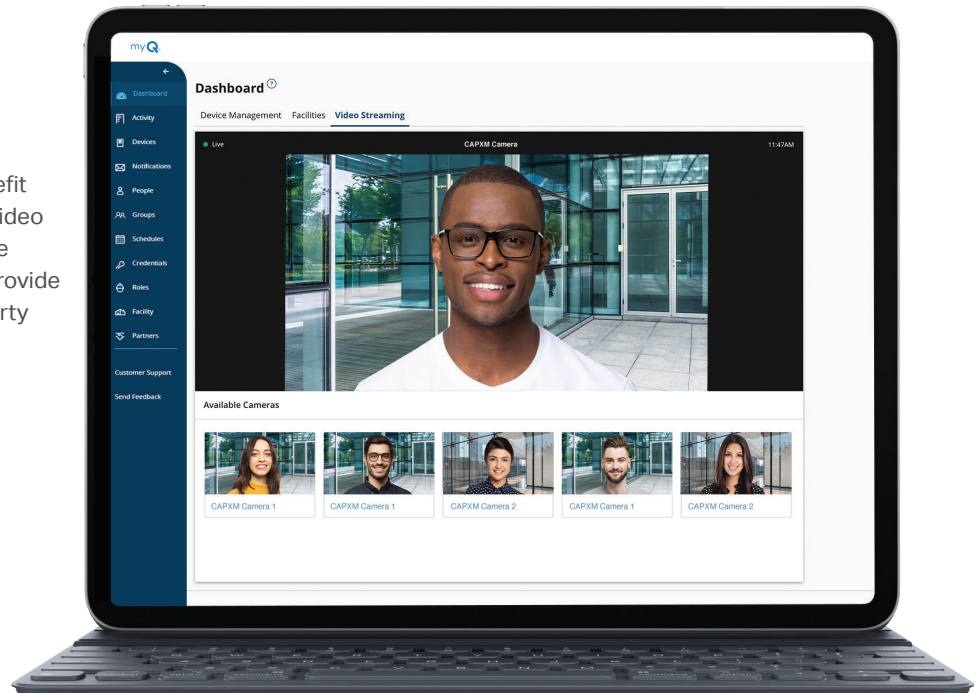 myQ
Dashboard
Activity
Devices
Notifications
People
Groups
Schedules
Credentials
Roles
Facility
Partners
Customer Support
Send Feedback
Dashboard ?
Device Management Facilities Video Streaming
Live CAPXM Camera 11:47AM
Available Cameras
CAPXM Camera 1 CAPXM Camera 1 CAPXM Camera 2 CAPXM Camera 1 CAPXM Camera 2
efit
ideo
e
rovide
rty